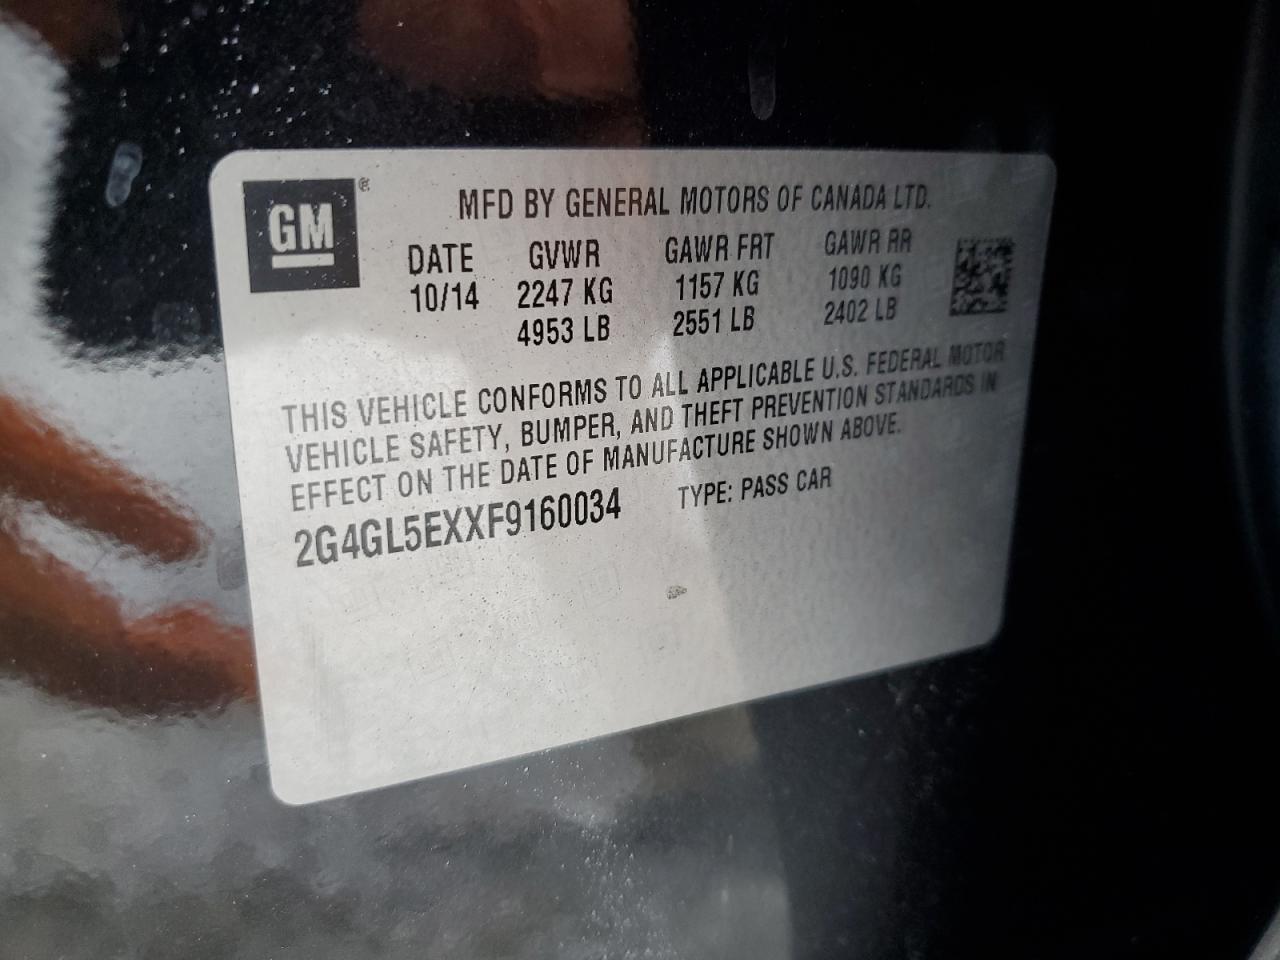 GM ® MFD BY GENERAL MOTORS OF CANADA LTD.
DATE GVWR GAWR FRT GAWR RR
10/14 2247 KG 1157 KG 1090 KG
4953 LB 2551 LB 2402 LB
THIS VEHICLE CONFORMS TO ALL APPLICABLE U.S. FEDERAL MOTOR
VEHICLE SAFETY, BUMPER, AND THEFT PREVENTION STANDARDS IN
EFFECT ON THE DATE OF MANUFACTURE SHOWN ABOVE.
2G4GL5EXXF9160034 TYPE: PASS CAR